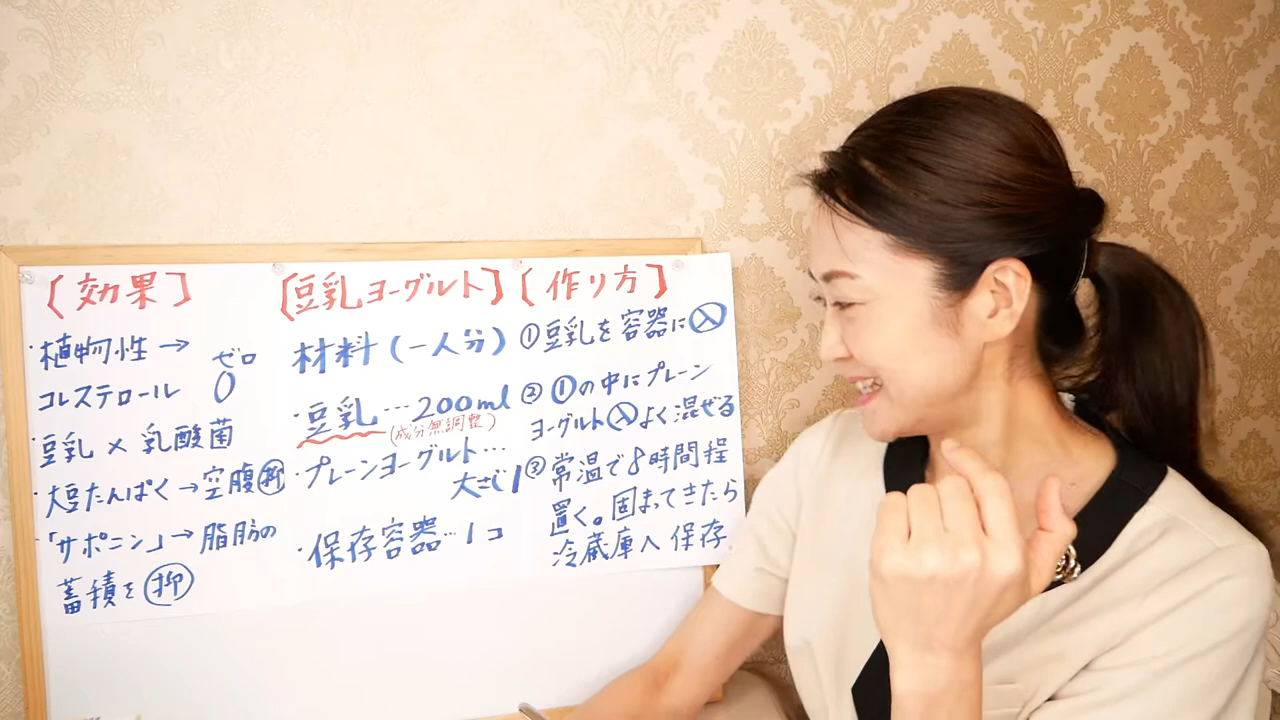 【効果】
・植物性→
コレステロール ゼロ 0
・豆乳×乳酸菌
・大豆たんぱく→空腹抑
・「サポニン」→脂肪の
蓄積を抑
【豆乳ヨーグルト】
材料(一人分)
・豆乳…200ml
(成分無調整)
・プレーンヨーグルト…
大さじ1
・保存容器…1コ
【作り方】
①豆乳を容器に入
②①の中にプレーン
ヨーグルト入よく混ぜる
③常温で8時間程
置く。固まってきたら
冷蔵庫へ保存